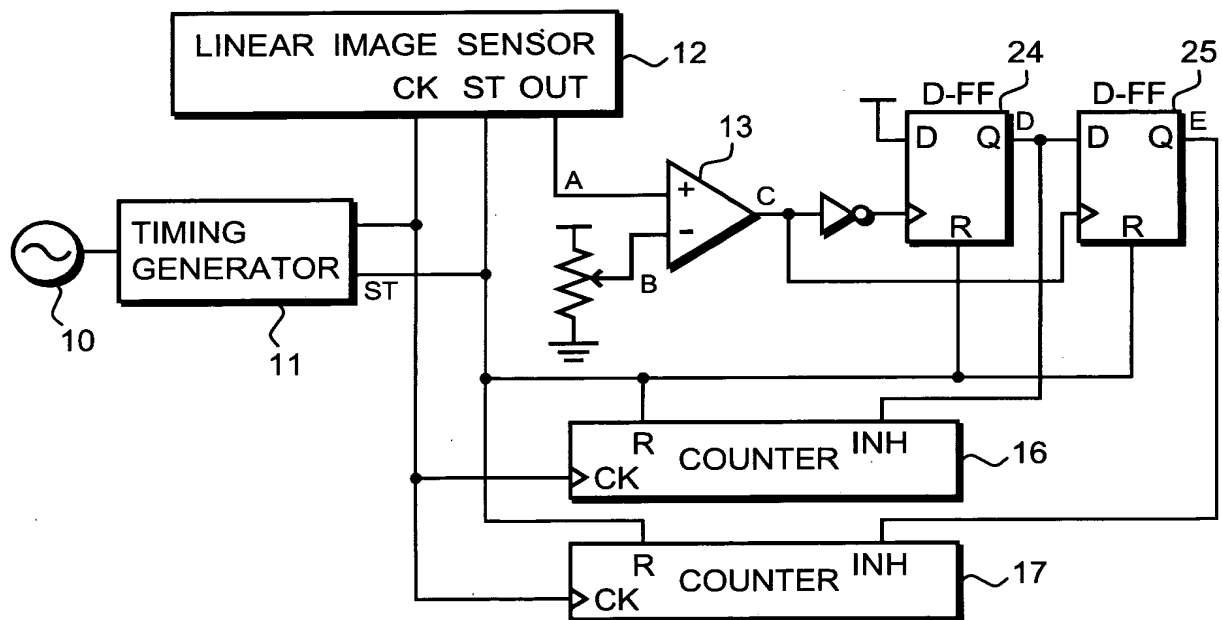 LINEAR IMAGE SENSOR
CK ST OUT
12
24
25
D-FF
D-FF
D Q
D
D Q
E
R
R
13
A
+
-
C
B
TIMING
GENERATOR
ST
10
11
R
INH
COUNTER
CK
16
R
INH
COUNTER
CK
17